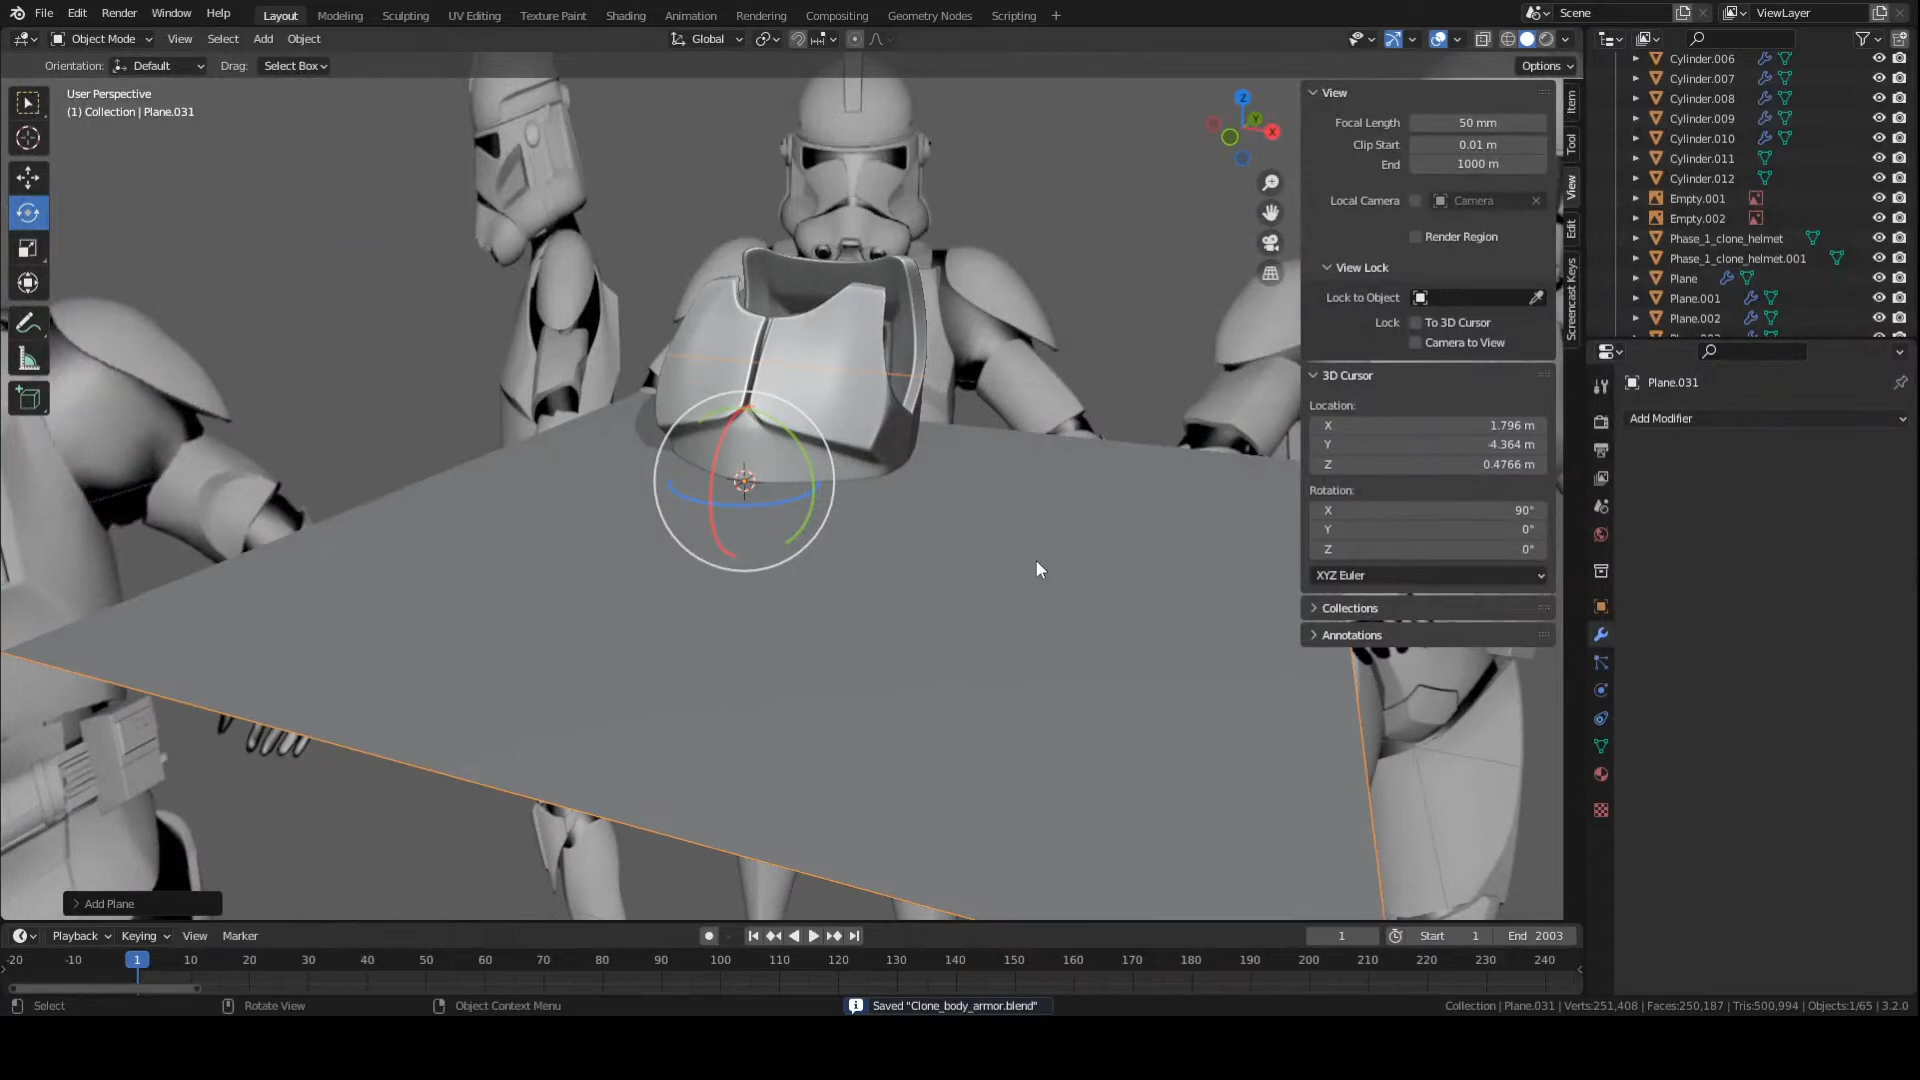 File Edit Render Window Help Layout Modeling Sculpting UV Editing Texture Paint Shading Animation Rendering Compositing Geometry Nodes Scripting + Scene ViewLayer
Object Mode View Select Add Object Global
Orientation: Default Drag: Select Box Options
User Perspective
(1) Collection | Plane.031
Z
Y
X
View
Focal Length 50 mm
Clip Start 0.01 m
End 1000 m
Local Camera Camera
Render Region
View Lock
Lock to Object
Lock To 3D Cursor
Camera to View
3D Cursor
Location:
X 1.796 m
Y -4.364 m
Z 0.4766 m
Rotation:
X 90°
Y 0°
Z 0°
XYZ Euler
Collections
Annotations
Item
Tool
View
Edit
Screencast Keys
Cylinder.006
Cylinder.007
Cylinder.008
Cylinder.009
Cylinder.010
Cylinder.011
Cylinder.012
Empty.001
Empty.002
Phase_1_clone_helmet
Phase_1_clone_helmet.001
Plane
Plane.001
Plane.002
Plane.031
Add Modifier
Add Plane
Playback Keying View Marker 1 Start 1 End 2003
-20 -10 1 10 20 30 40 50 60 70 80 90 100 110 120 130 140 150 160 170 180 190 200 210 220 230 240
Select Rotate View Object Context Menu Saved "Clone_body_armor.blend" Collection | Plane.031 | Verts:251,408 | Faces:250,187 | Tris:500,994 | Objects:1/65 | 3.2.0